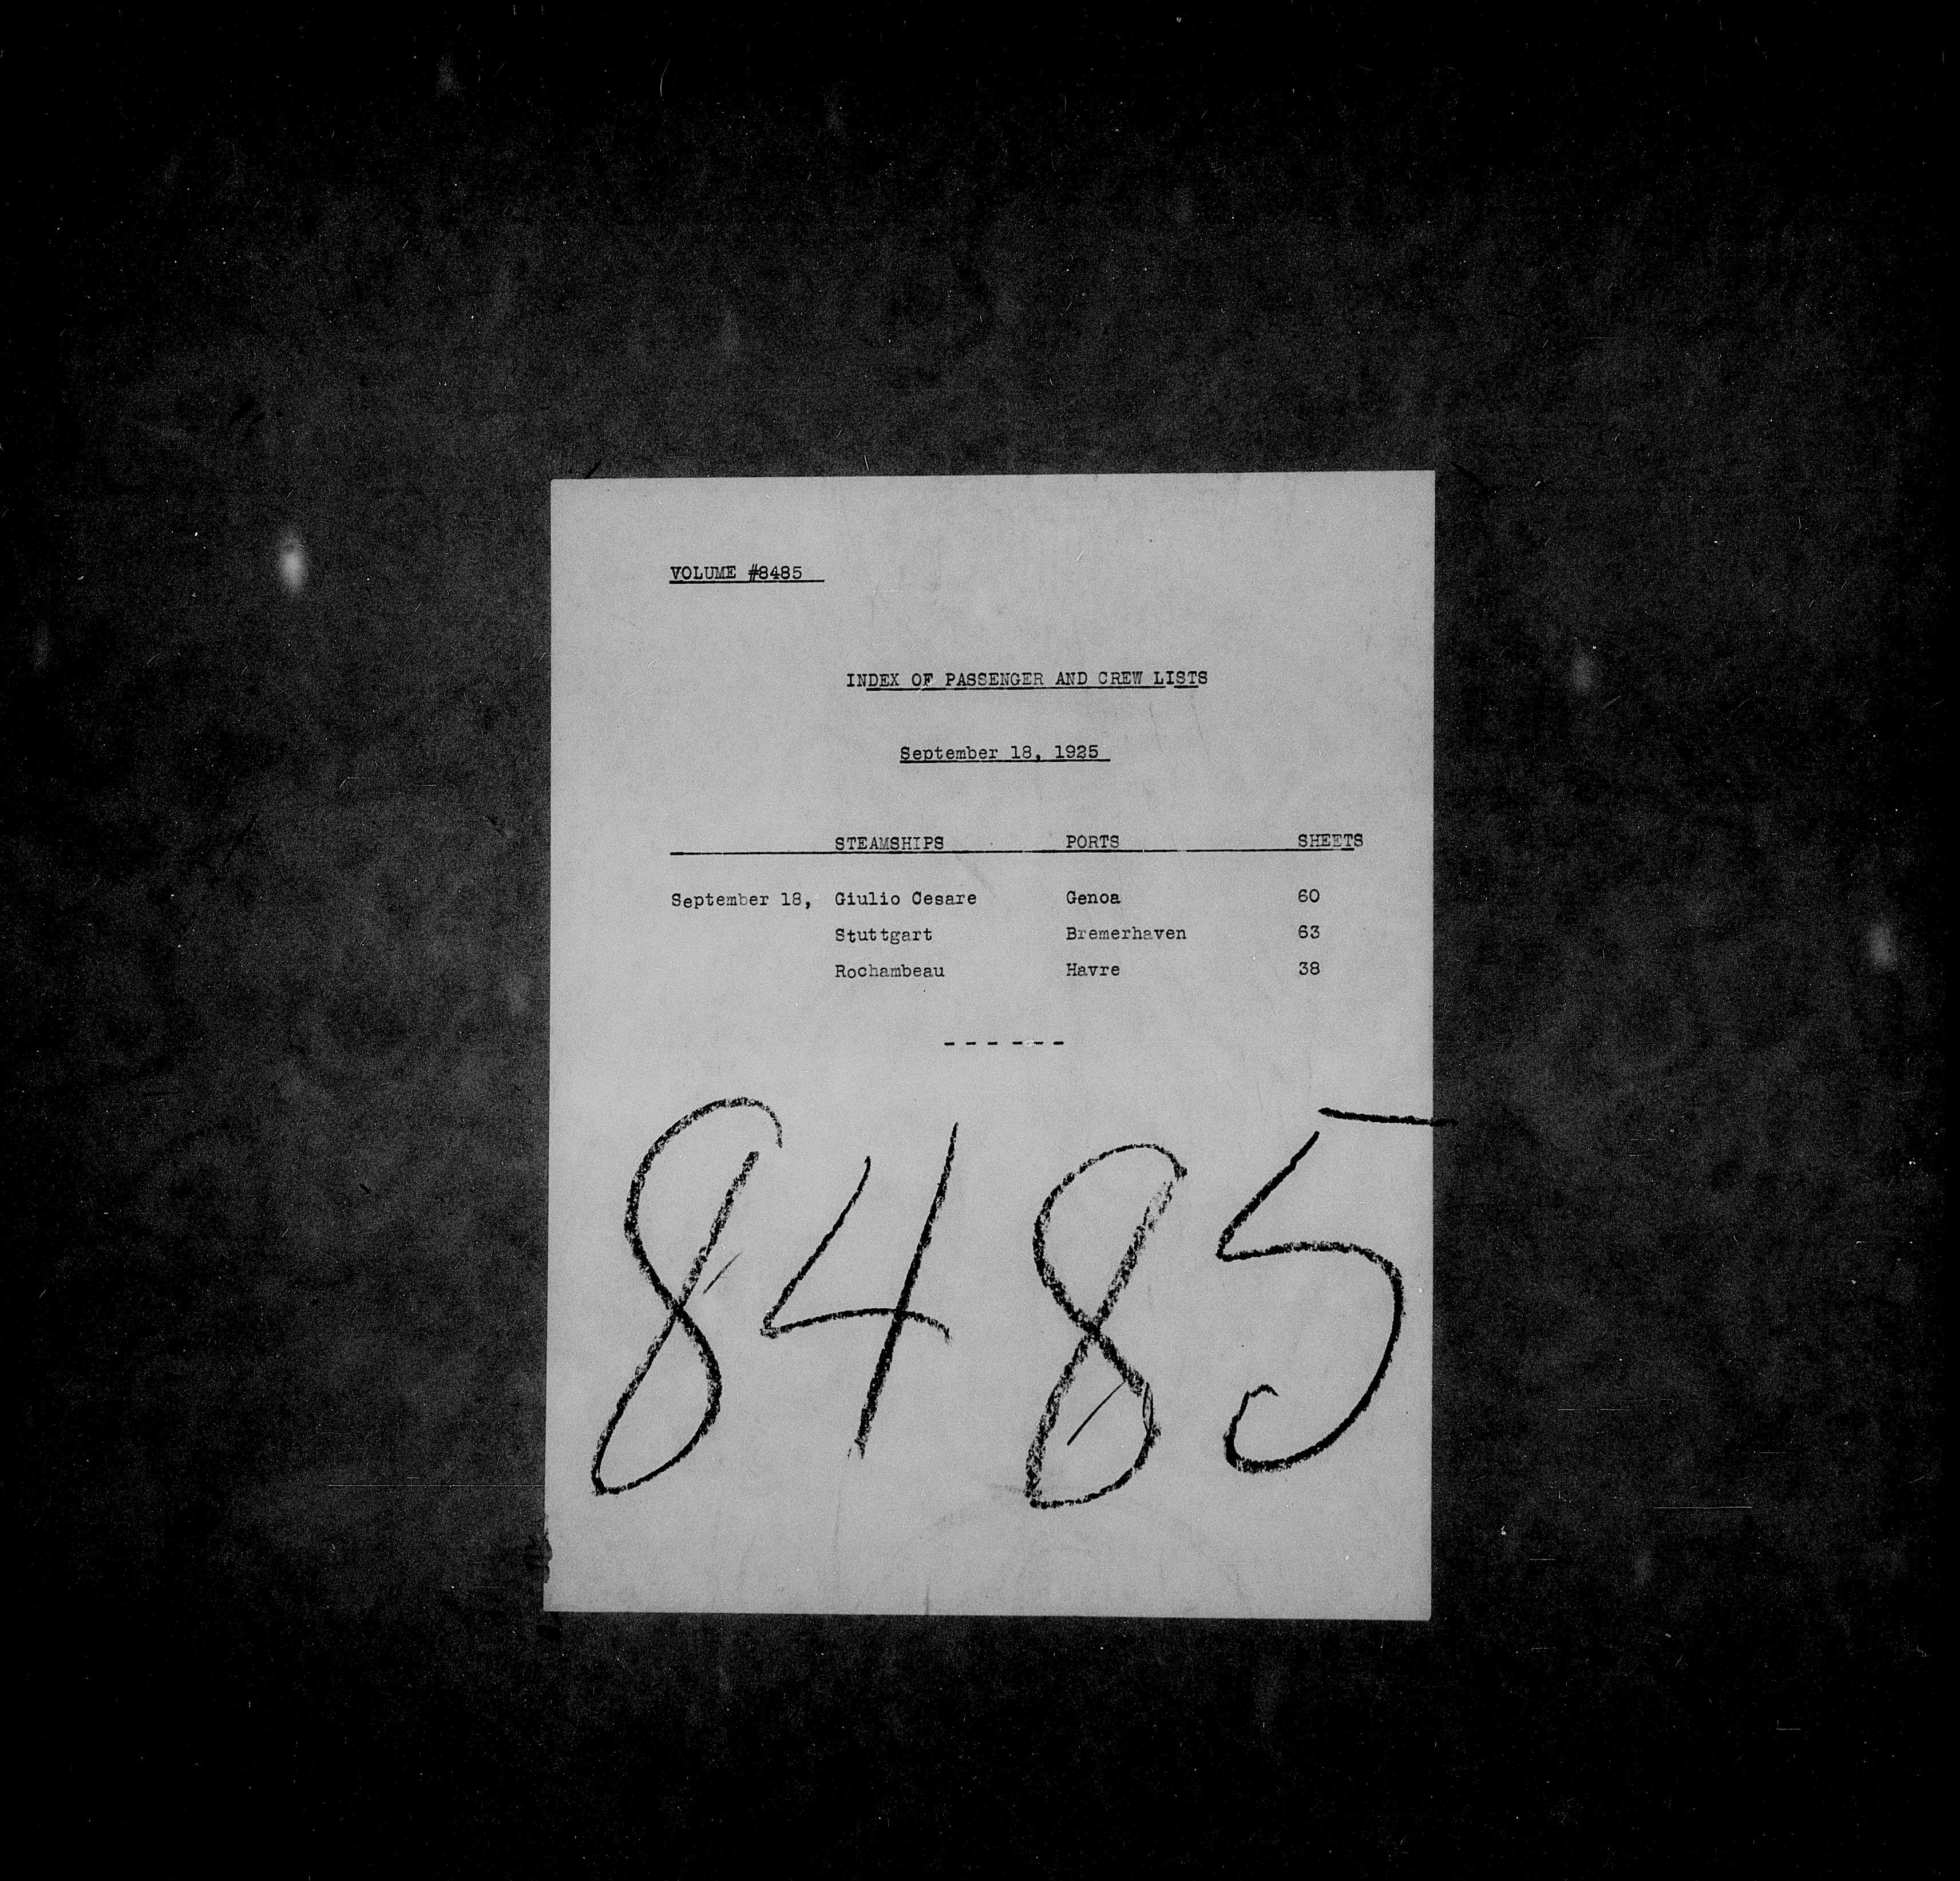 VOLUME #8485
INDEX OF PASSENGER AND CREW LISTS
September 18, 1925
STEAMSHIPS PORTS SHEETS
September 18, Giulio Cesare Genoa 60
Stuttgart Bremerhaven 63
Rochambeau Havre 38
- - - - - -
8485